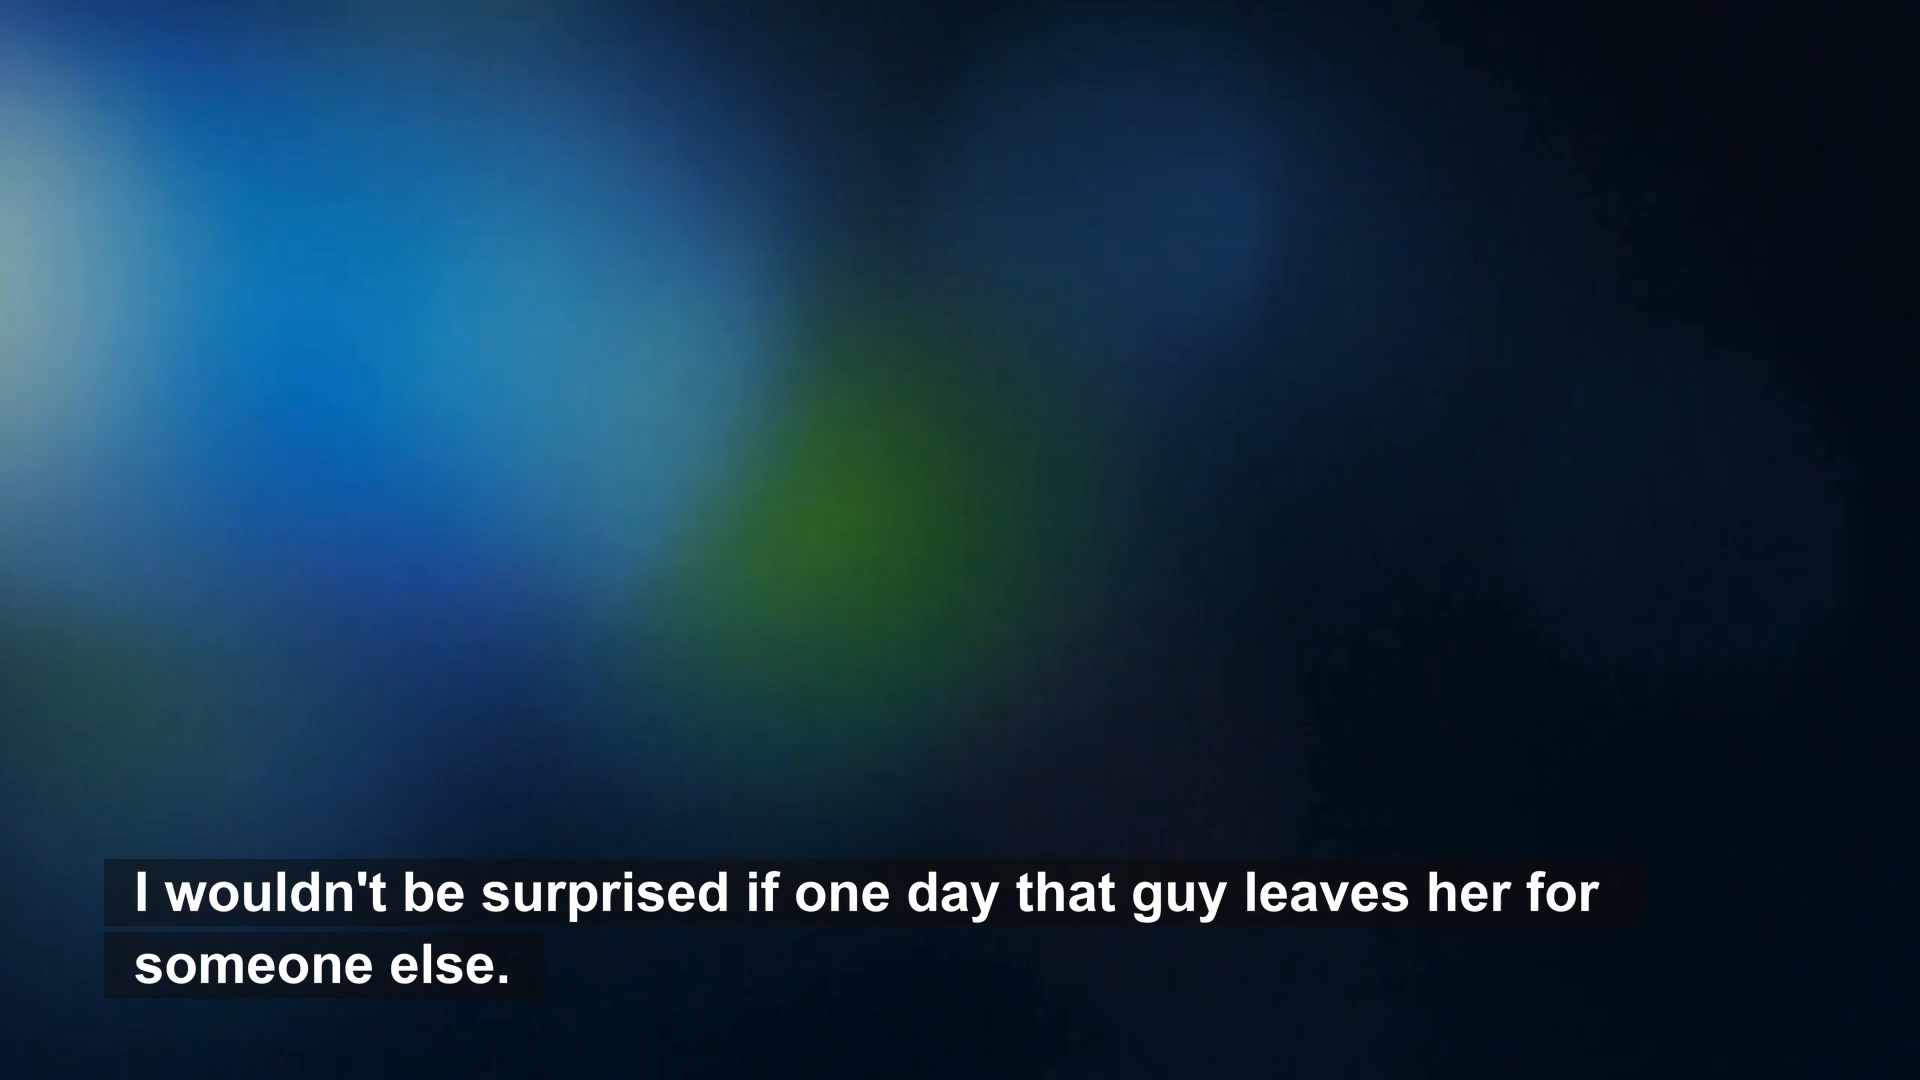 I wouldn't be surprised if one day that guy leaves her for
someone else.